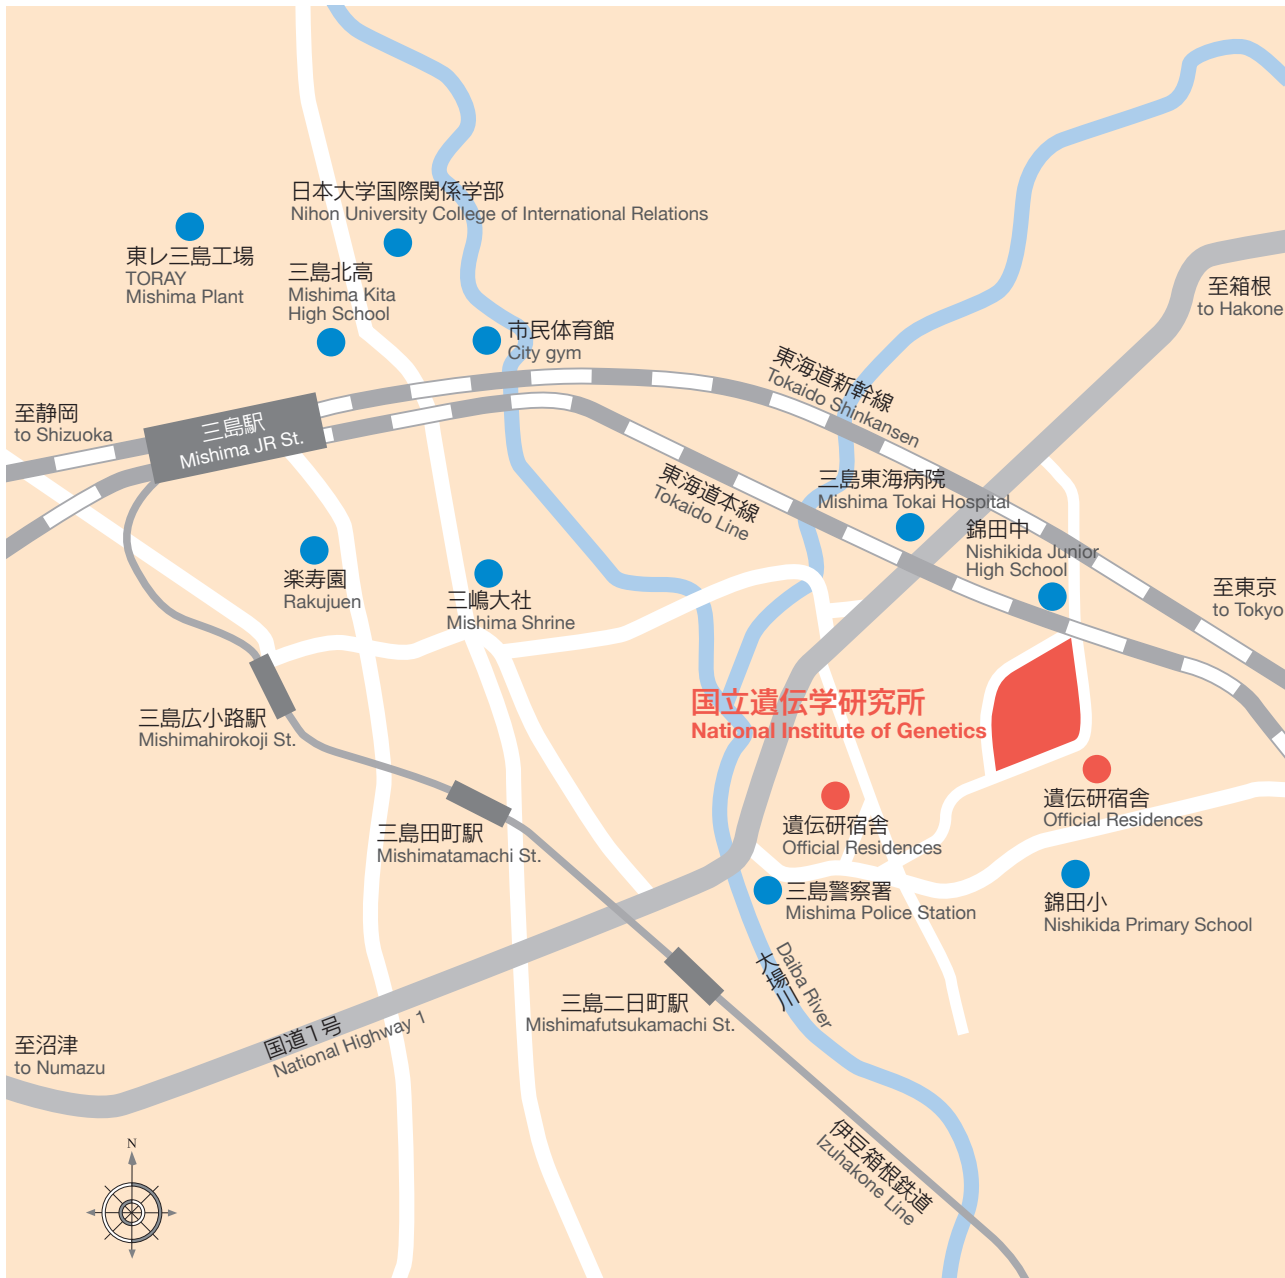 日本大学国際関係学部
Nihon University College of International Relations
東レ三島工場
TORAY
Mishima Plant
三島北高
Mishima Kita
High School
至箱根
to Hakone
市民体育館
City gym
東海道新幹線
Tokaido Shinkansen
至静岡
to Shizuoka
三島駅
Mishima JR St.
東海道本線
Tokaido Line
三島東海病院
Mishima Tokai Hospital
錦田中
Nishikida Junior
High School
楽寿園
Rakujuen
三嶋大社
Mishima Shrine
至東京
to Tokyo
三島広小路駅
Mishimahirokoji St.
国立遺伝学研究所
National Institute of Genetics
三島田町駅
Mishimatamachi St.
遺伝研宿舎
Official Residences
遺伝研宿舎
Official Residences
三島警察署
Mishima Police Station
錦田小
Nishikida Primary School
大場川
Daiba River
三島二日町駅
Mishimafutsukamachi St.
国道1号
National Highway 1
至沼津
to Numazu
伊豆箱根鉄道
Izuhakone Line
N